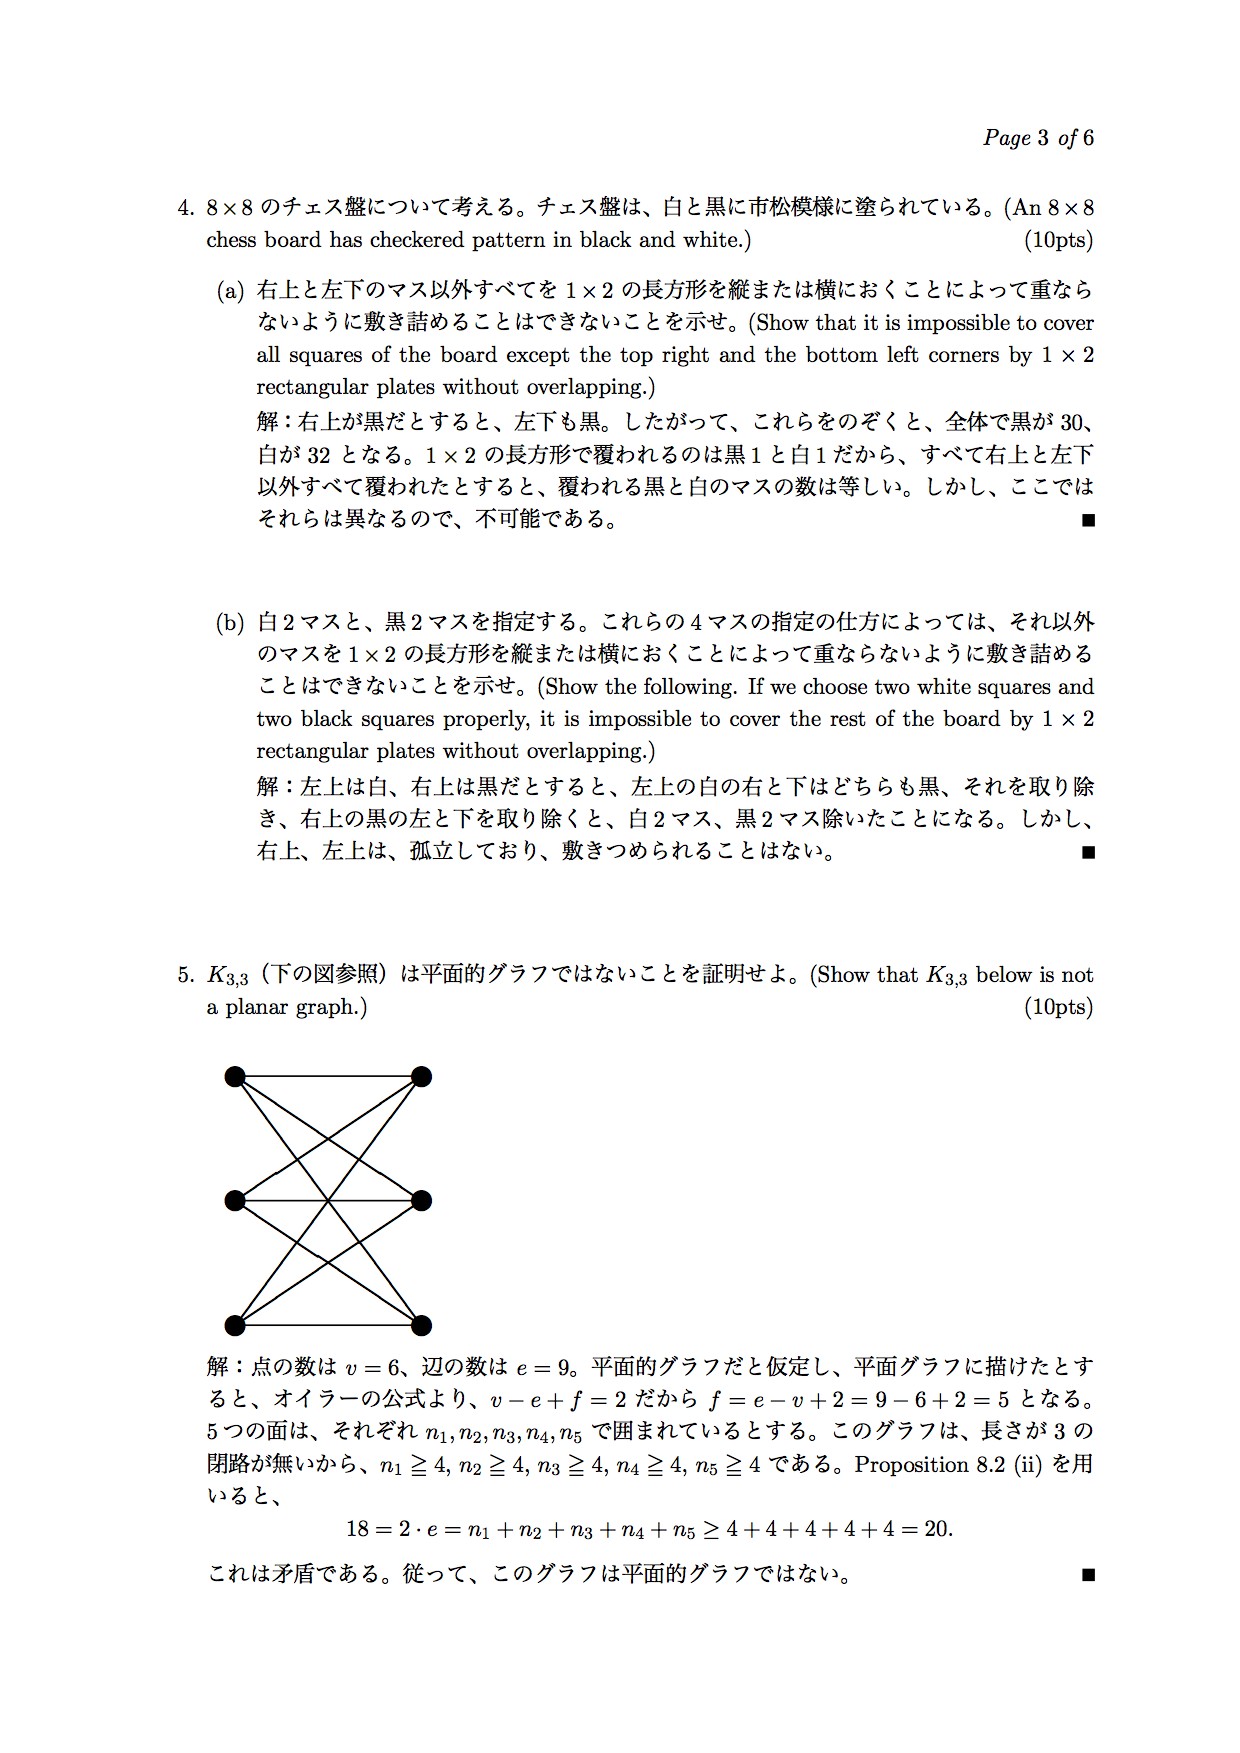 Page 3 of 6
4. 8×8 のチェス盤について考える。チェス盤は、白と黒に市松模様に塗られている。(An 8×8
chess board has checkered pattern in black and white.) (10pts)
(a) 右上と左下のマス以外すべてを 1×2 の長方形を縦または横におくことによって重なら
ないように敷き詰めることはできないことを示せ。(Show that it is impossible to cover
all squares of the board except the top right and the bottom left corners by 1 × 2
rectangular plates without overlapping.)
解：右上が黒だとすると、左下も黒。したがって、これらをのぞくと、全体で黒が 30、
白が 32 となる。1 × 2 の長方形で覆われるのは黒 1 と白 1 だから、すべて右上と左下
以外すべて覆われたとすると、覆われる黒と白のマスの数は等しい。しかし、ここでは
それらは異なるので、不可能である。 ■
(b) 白 2 マスと、黒 2 マスを指定する。これらの 4 マスの指定の仕方によっては、それ以外
のマスを 1 × 2 の長方形を縦または横におくことによって重ならないように敷き詰める
ことはできないことを示せ。(Show the following. If we choose two white squares and
two black squares properly, it is impossible to cover the rest of the board by 1 × 2
rectangular plates without overlapping.)
解：左上は白、右上は黒だとすると、左上の白の右と下はどちらも黒、それを取り除
き、右上の黒の左と下を取り除くと、白 2 マス、黒 2 マス除いたことになる。しかし、
右上、左上は、孤立しており、敷きつめられることはない。 ■
5. K₃,₃（下の図参照）は平面的グラフではないことを証明せよ。(Show that K₃,₃ below is not
a planar graph.) (10pts)
解：点の数は v = 6、辺の数は e = 9。平面的グラフだと仮定し、平面グラフに描けたとす
ると、オイラーの公式より、v − e + f = 2 だから f = e − v + 2 = 9 − 6 + 2 = 5 となる。
5 つの面は、それぞれ n₁, n₂, n₃, n₄, n₅ で囲まれているとする。このグラフは、長さが 3 の
閉路が無いから、n₁ ≧ 4, n₂ ≧ 4, n₃ ≧ 4, n₄ ≧ 4, n₅ ≧ 4 である。Proposition 8.2 (ii) を用
いると、
18 = 2 · e = n₁ + n₂ + n₃ + n₄ + n₅ ≥ 4 + 4 + 4 + 4 + 4 = 20.
これは矛盾である。従って、このグラフは平面的グラフではない。 ■